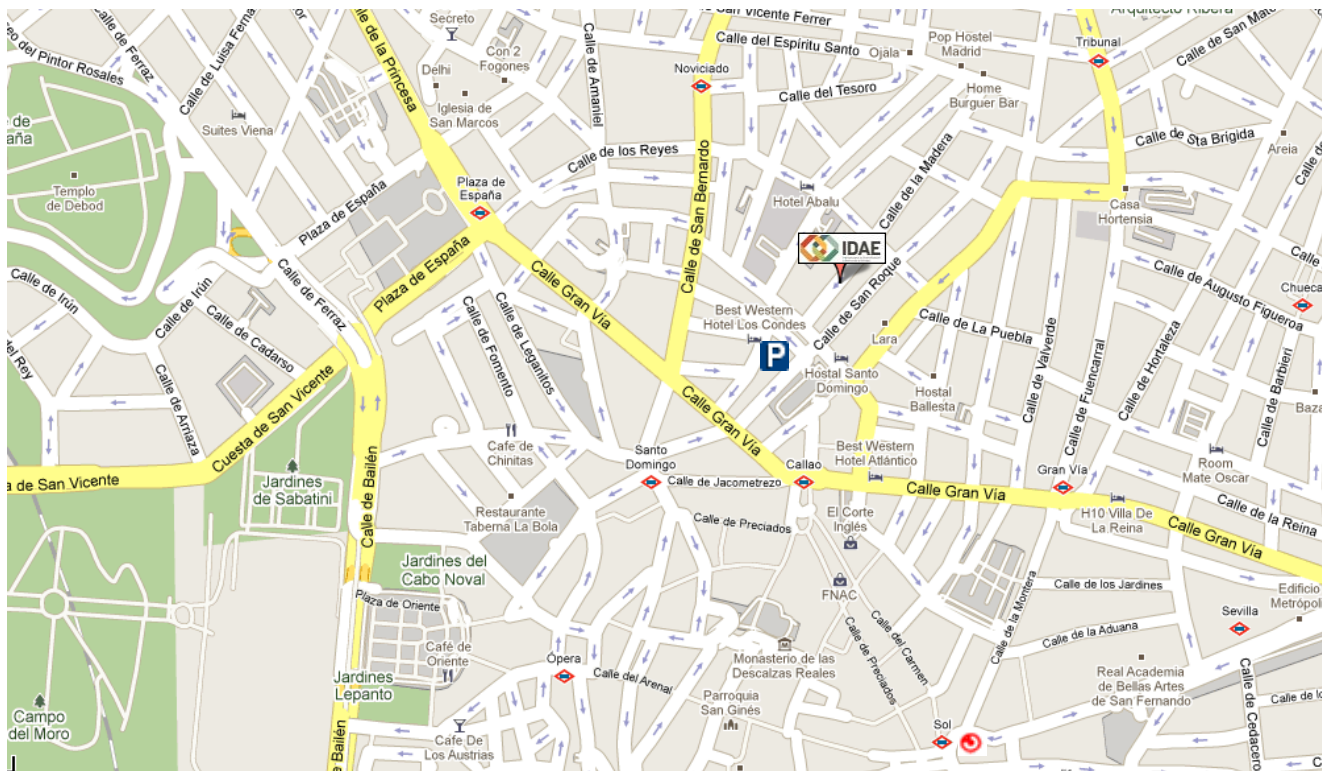 Secreto
Calle de Ferraz
Calle de Luisa Ferna
eo del Pintor Rosales
Calle de la Princesa
Con 2
Fogones
Delhi
Iglesia de
San Marcos
Calle de Amaniel
San Vicente Ferrer
Calle del Espíritu Santo
Noviciado
Calle del Tesoro
Ojalà
Pop Hostel
Madrid
Home
Burguer Bar
Arquitecto Ribera
Tribunal
Calle de San Mate
Calle de Sta Brigida
Areia
e de
aña
Suites Viena
Templo
de Debod
Plaza de España
Plaza de
España
Calle de los Reyes
Calle de San Bernardo
Hotel Abalu
Calle de la Madera
Casa
Hortensia
IDAE
Calle de San Roque
Calle de Augusto Figueroa
Chueca
Calle de Irún
Calle de Irún
Calle de Ferraz
Plaza de España
Calle Gran Vía
Calle de Cadarso
Calle de Fomento
Calle de Leganitos
Best Western
Hotel Los Condes
P
Lara
Calle de La Puebla
Hostal Santo
Domingo
Hostal
Ballesta
Calle de Valverde
Calle de Fuencarral
Calle de Hortaleza
Calle de Barbieri
Baza
del Rey
Calle de Arriaza
Cuesta de San Vicente
Calle Gran Vía
Cafe de
Chinitas
Santo
Domingo
Callao
Best Western
Hotel Atlántico
Gran Vía
Room
Mate Oscar
a de San Vicente
Jardines
de Sabatini
Calle de Bailén
Calle de Jacometrezo
Calle Gran Vía
H10 Villa De
La Reina
Calle de la Reina
Restaurante
Taberna La Bola
Calle de Preciados
El Corte
Inglés
Calle Gran Vía
Jardines del
Cabo Noval
FNAC
Calle de los Jardines
Edificio
Metrópoli
Plaza de Oriente
Calle de la Montera
Sevilla
Café de
Oriente
Calle de la Aduana
Calle del Carmen
Calle de Preciados
Ópera
Calle del Arenal
Monasterio de las
Descalzas Reales
Real Academia
de Bellas Artes
de San Fernando
Jardines
Lepanto
Parroquia
San Ginés
Calle de Cedacero
Calle de lo
Campo
del Moro
Cafe De
Los Austrias
Sol
e Bailén